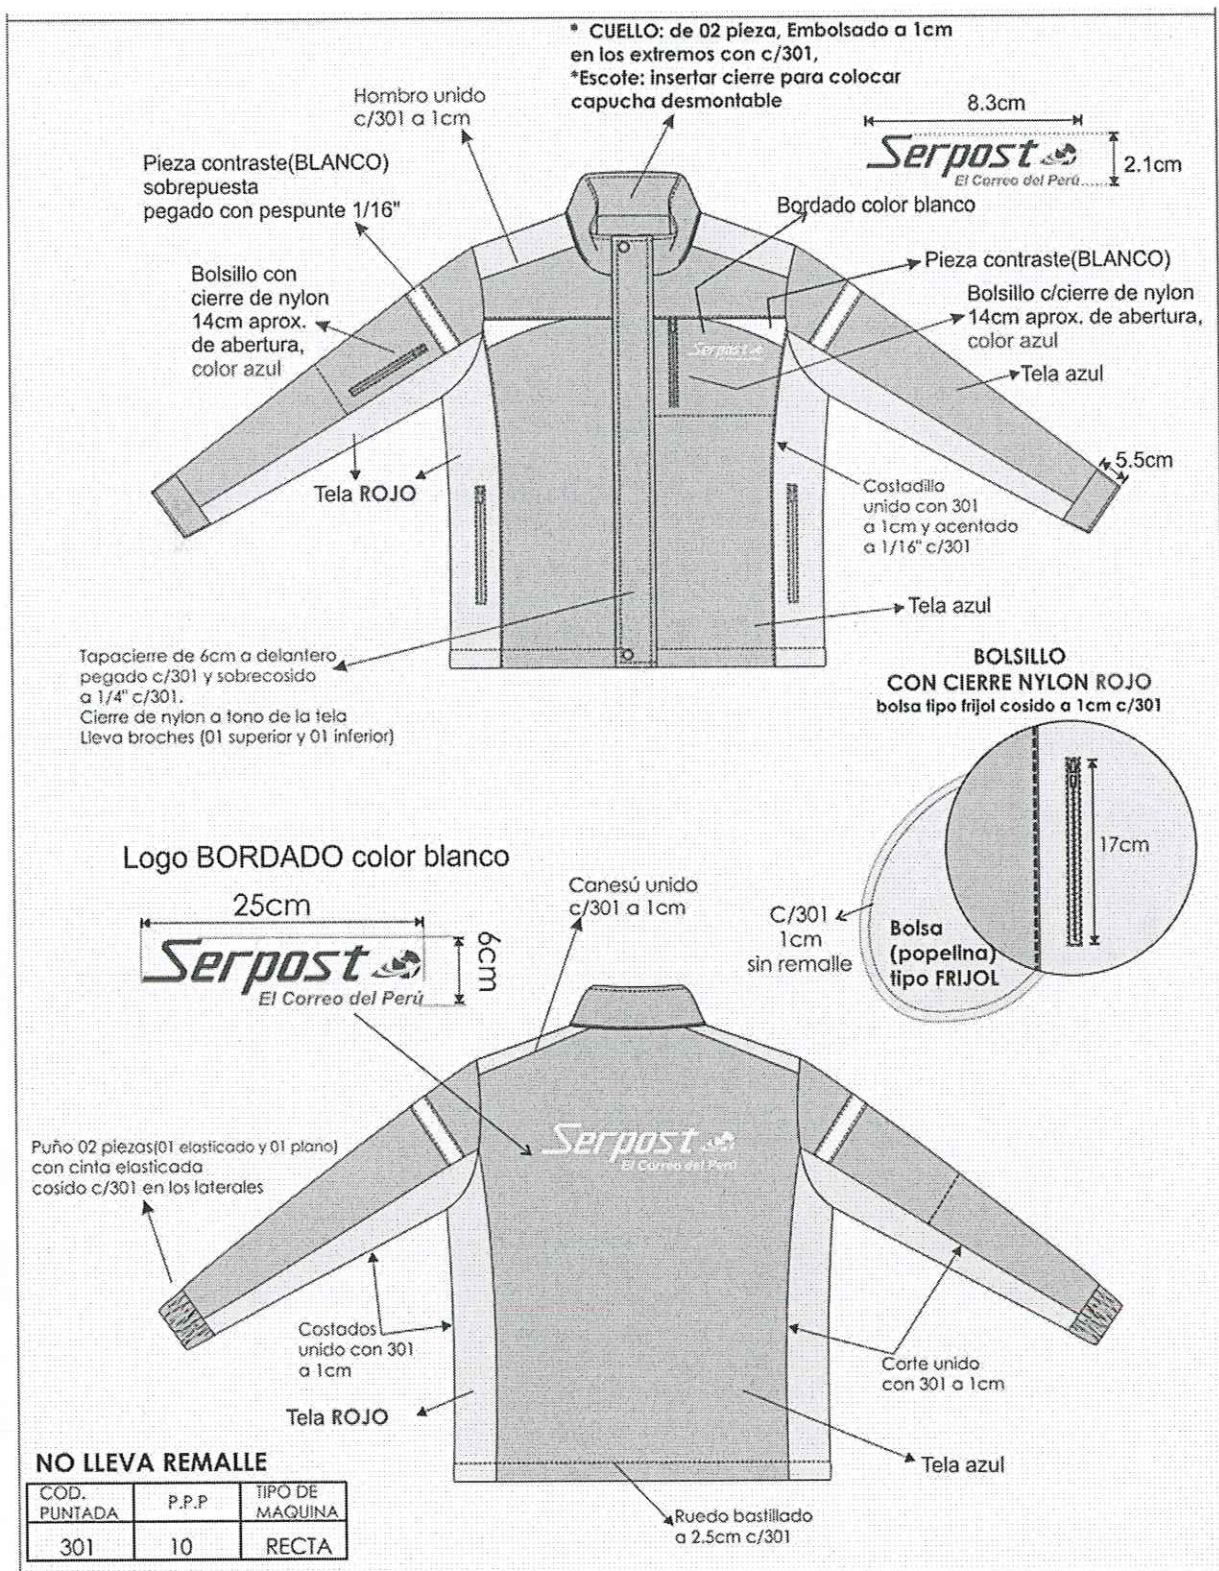 * CUELLO: de 02 pieza, Embolsado a 1cm
en los extremos con c/301,
*Escote: insertar cierre para colocar
capucha desmontable
Hombro unido
c/301 a 1cm
8.3cm
Serpost
El Correo del Perú
2.1cm
Pieza contraste(BLANCO)
sobrepuesta
pegado con pespunte 1/16"
Bordado color blanco
Pieza contraste(BLANCO)
Bolsillo con
cierre de nylon
14cm aprox.
de abertura,
color azul
Bolsillo c/cierre de nylon
14cm aprox. de abertura,
color azul
Serpost
Tela azul
Tela ROJO
5.5cm
Costadillo
unido con 301
a 1cm y acentado
a 1/16" c/301
Tela azul
Tapacierre de 6cm a delantero
pegado c/301 y sobrecosido
a 1/4" c/301.
Cierre de nylon a tono de la tela
Lleva broches (01 superior y 01 inferior)
BOLSILLO
CON CIERRE NYLON ROJO
bolsa tipo frijol cosido a 1cm c/301
17cm
C/301
1cm
sin remalle
Bolsa
(popelina)
tipo FRIJOL
Logo BORDADO color blanco
25cm
Serpost
El Correo del Perú
6cm
Canesú unido
c/301 a 1cm
Serpost
El Correo del Perú
Puño 02 piezas(01 elasticado y 01 plano)
con cinta elasticada
cosido c/301 en los laterales
Costados
unido con 301
a 1cm
Corte unido
con 301 a 1cm
Tela ROJO
Tela azul
Ruedo bastillado
a 2.5cm c/301
NO LLEVA REMALLE
COD. PUNTADA P.P.P TIPO DE MAQUINA
301 10 RECTA